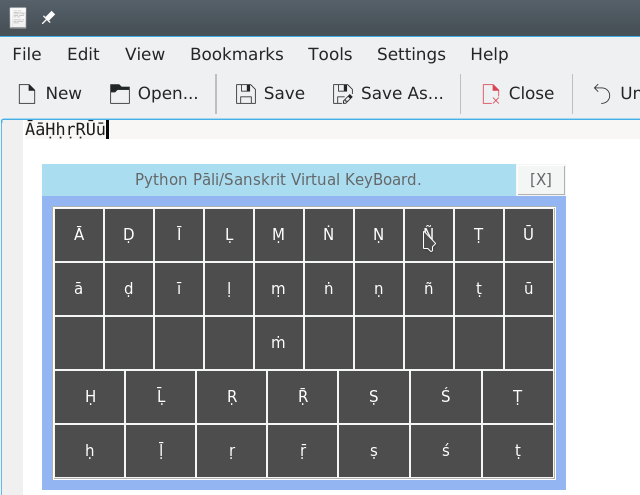 File Edit View Bookmarks Tools Settings Help
New Open... Save Save As... Close Un
ĀāḤḥṛṚŪū
Python Pāli/Sanskrit Virtual KeyBoard. [X]
Ā Ḍ Ī Ḷ Ṃ Ṅ Ṇ Ñ Ṭ Ū
ā ḍ ī ḷ ṃ ṅ ṇ ñ ṭ ū
ṁ
Ḥ Ḹ Ṛ Ṝ Ṣ Ś Ṭ
ḥ ḹ ṛ ṝ ṣ ś ṭ